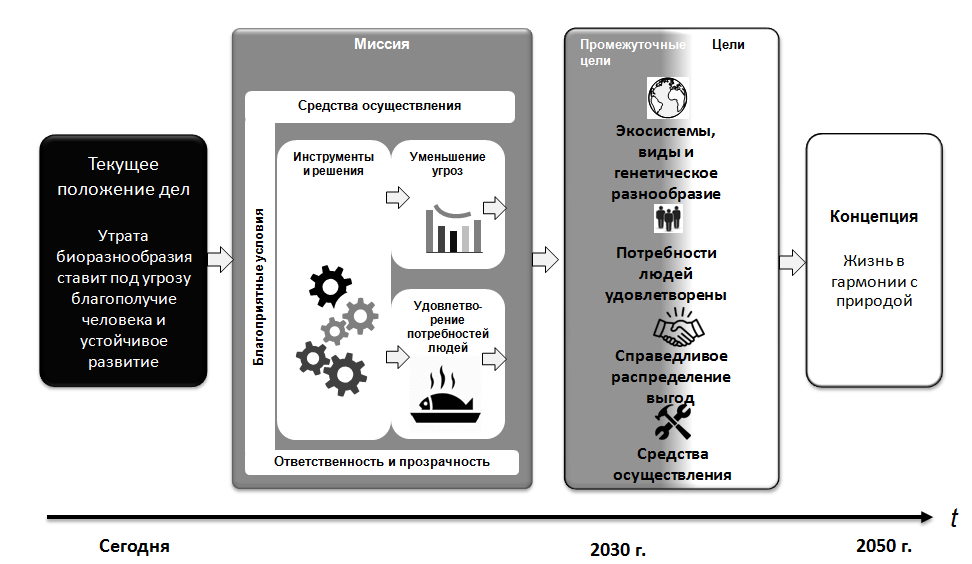 Текущее
положение дел
Утрата
биоразнообразия
ставит под угрозу
благополучие
человека и
устойчивое
развитие
Миссия
Средства осуществления
Благоприятные условия
Инструменты
и решения
Уменьшение
угроз
Удовлетво-
рение
потребностей
людей
Ответственность и прозрачность
Промежуточные
цели
Цели
Экосистемы,
виды и
генетическое
разнообразие
Потребности
людей
удовлетворены
Справедливое
распределение
выгод
Средства
осуществления
Концепция
Жизнь в
гармонии с
природой
t
Сегодня
2030 г.
2050 г.